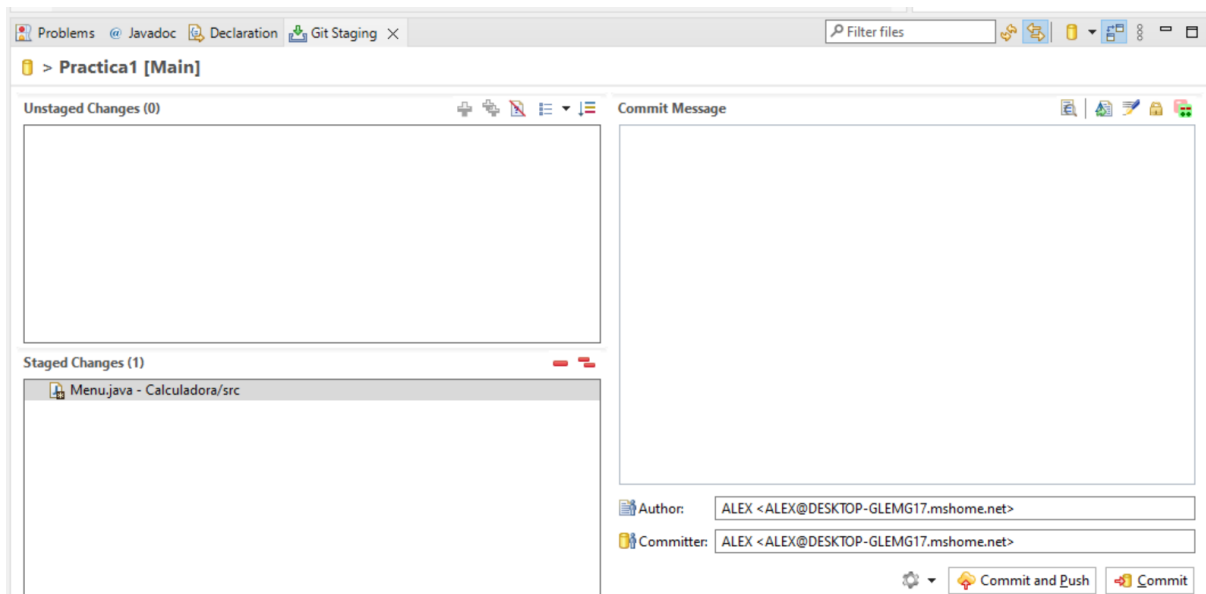 Problems @ Javadoc Declaration Git Staging
Filter files
> Practica1 [Main]
Unstaged Changes (0)
Commit Message
Staged Changes (1)
Menu.java - Calculadora/src
Author: ALEX <ALEX@DESKTOP-GLEMG17.mshome.net>
Committer: ALEX <ALEX@DESKTOP-GLEMG17.mshome.net>
Commit and Push Commit